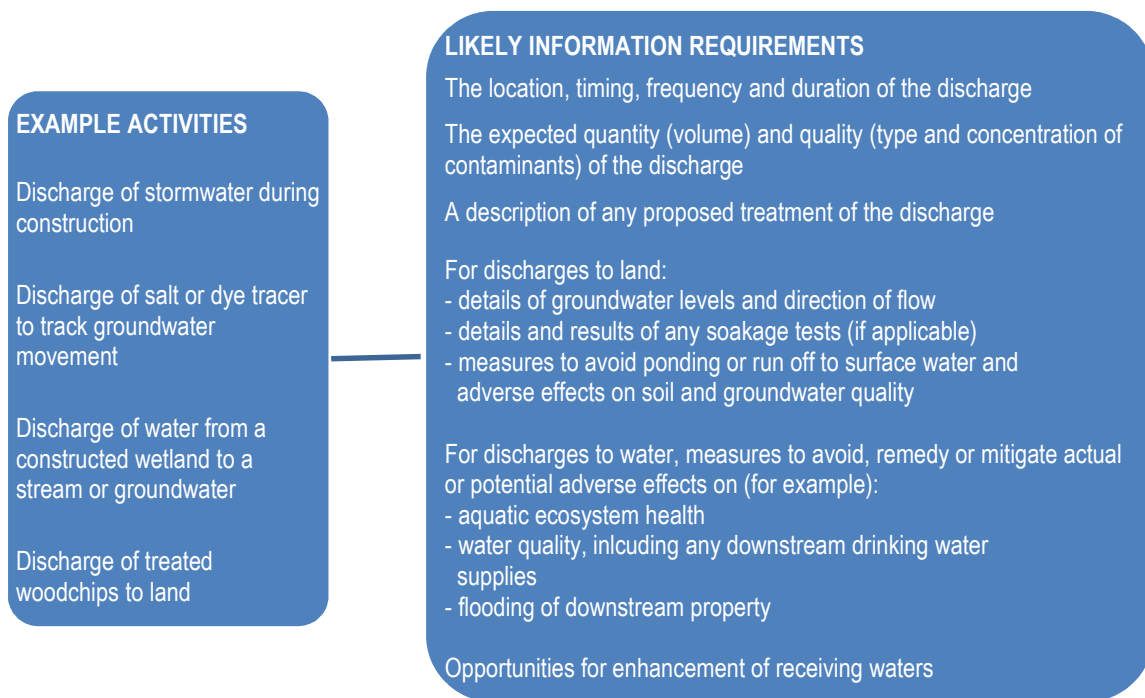 EXAMPLE ACTIVITIES
Discharge of stormwater during
construction
Discharge of salt or dye tracer
to track groundwater
movement
Discharge of water from a
constructed wetland to a
stream or groundwater
Discharge of treated
woodchips to land
LIKELY INFORMATION REQUIREMENTS
The location, timing, frequency and duration of the discharge
The expected quantity (volume) and quality (type and concentration of
contaminants) of the discharge
A description of any proposed treatment of the discharge
For discharges to land:
- details of groundwater levels and direction of flow
- details and results of any soakage tests (if applicable)
- measures to avoid ponding or run off to surface water and
adverse effects on soil and groundwater quality
For discharges to water, measures to avoid, remedy or mitigate actual
or potential adverse effects on (for example):
- aquatic ecosystem health
- water quality, inlcuding any downstream drinking water
supplies
- flooding of downstream property
Opportunities for enhancement of receiving waters